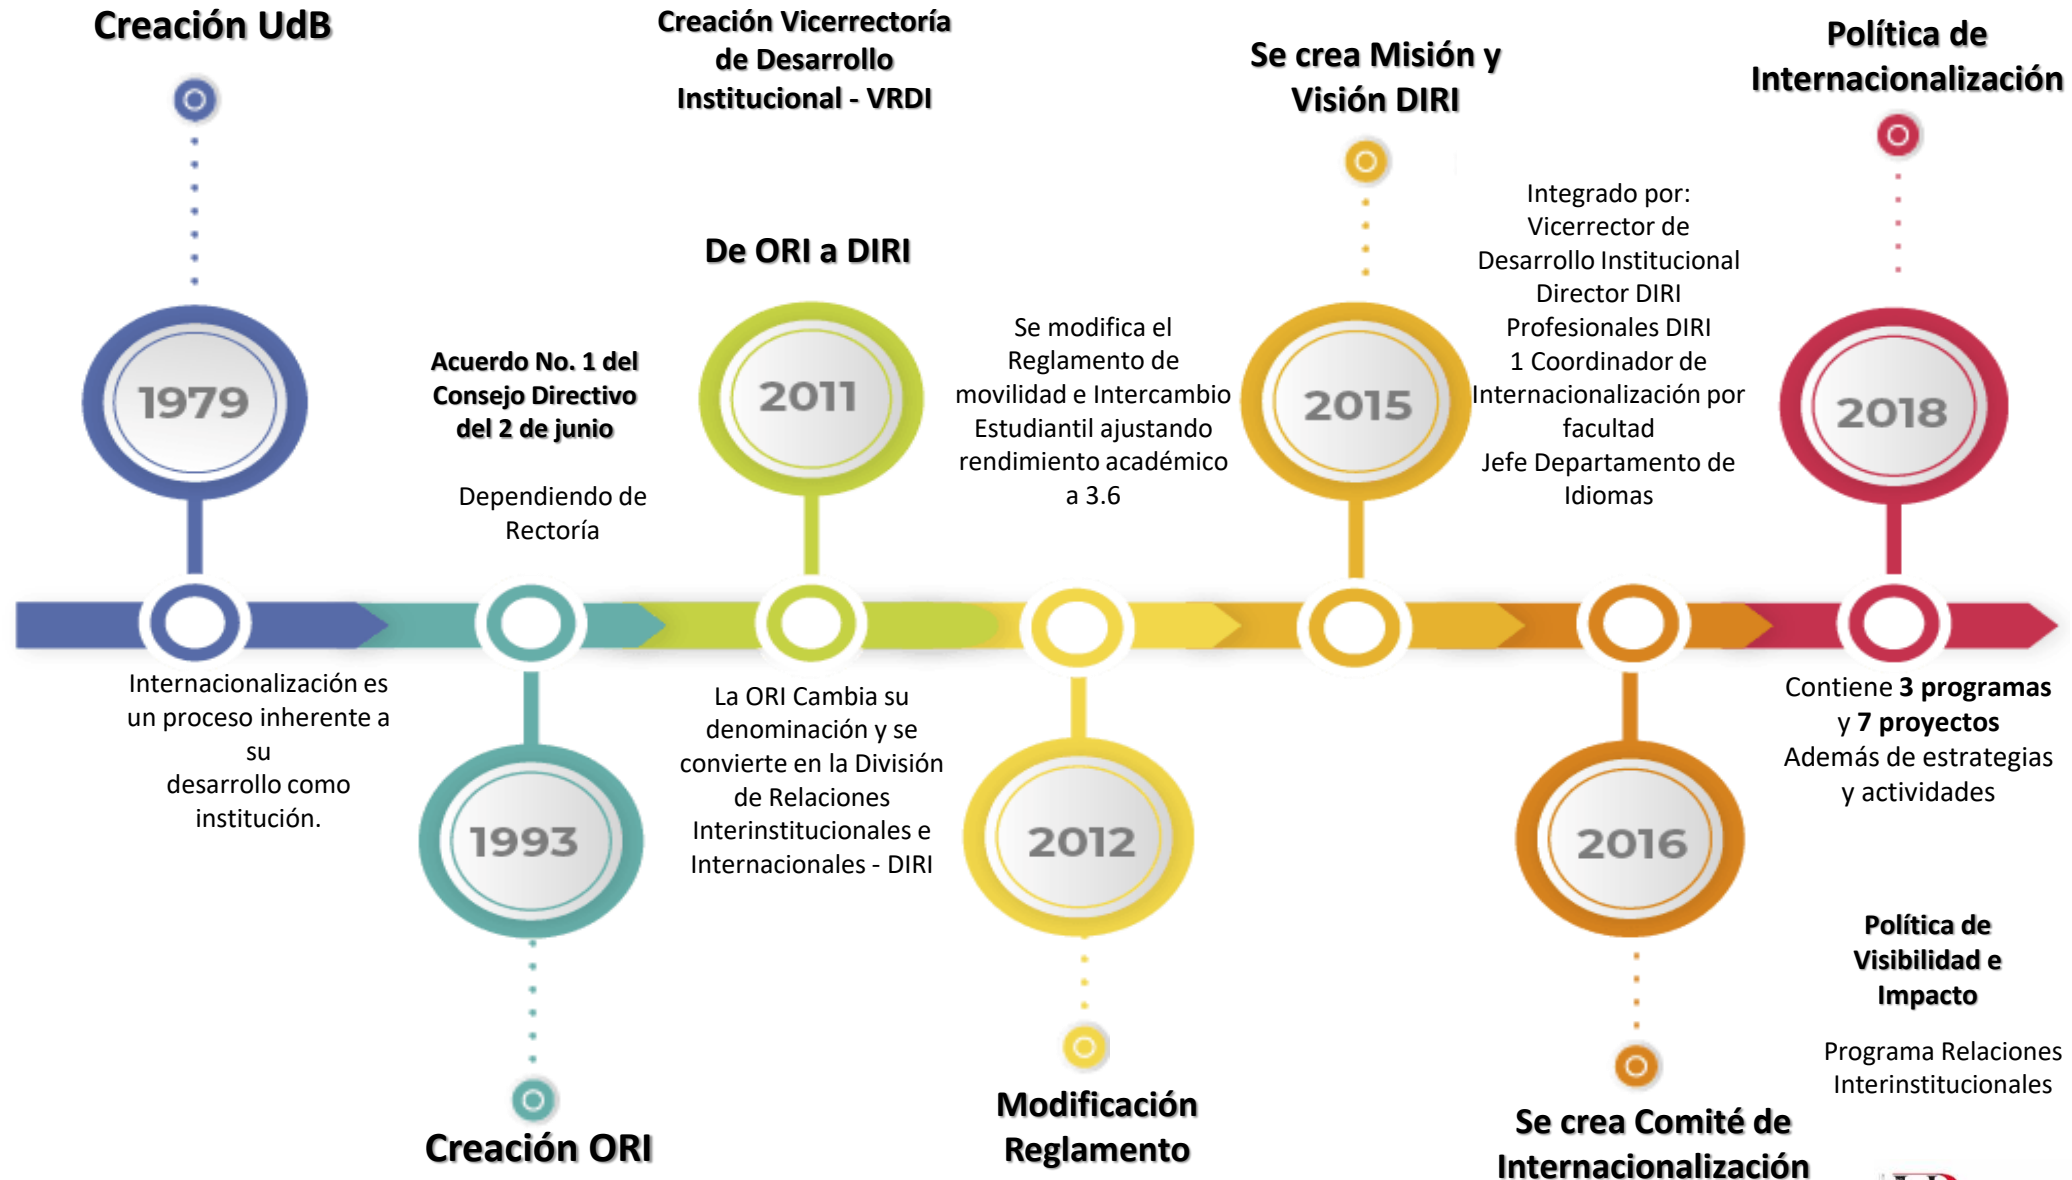 Creación UdB
1979
Internacionalización es
un proceso inherente a
su
desarrollo como
institución.
Acuerdo No. 1 del
Consejo Directivo
del 2 de junio
Dependiendo de
Rectoría
1993
Creación ORI
Creación Vicerrectoría
de Desarrollo
Institucional - VRDI
De ORI a DIRI
2011
La ORI Cambia su
denominación y se
convierte en la División
de Relaciones
Interinstitucionales e
Internacionales - DIRI
Se modifica el
Reglamento de
movilidad e Intercambio
Estudiantil ajustando
rendimiento académico
a 3.6
2012
Modificación
Reglamento
Se crea Misión y
Visión DIRI
2015
Integrado por:
Vicerrector de
Desarrollo Institucional
Director DIRI
Profesionales DIRI
1 Coordinador de
Internacionalización por
facultad
Jefe Departamento de
Idiomas
2016
Se crea Comité de
Internacionalización
Política de
Internacionalización
2018
Contiene 3 programas
y 7 proyectos
Además de estrategias
y actividades
Política de
Visibilidad e
Impacto
Programa Relaciones
Interinstitucionales